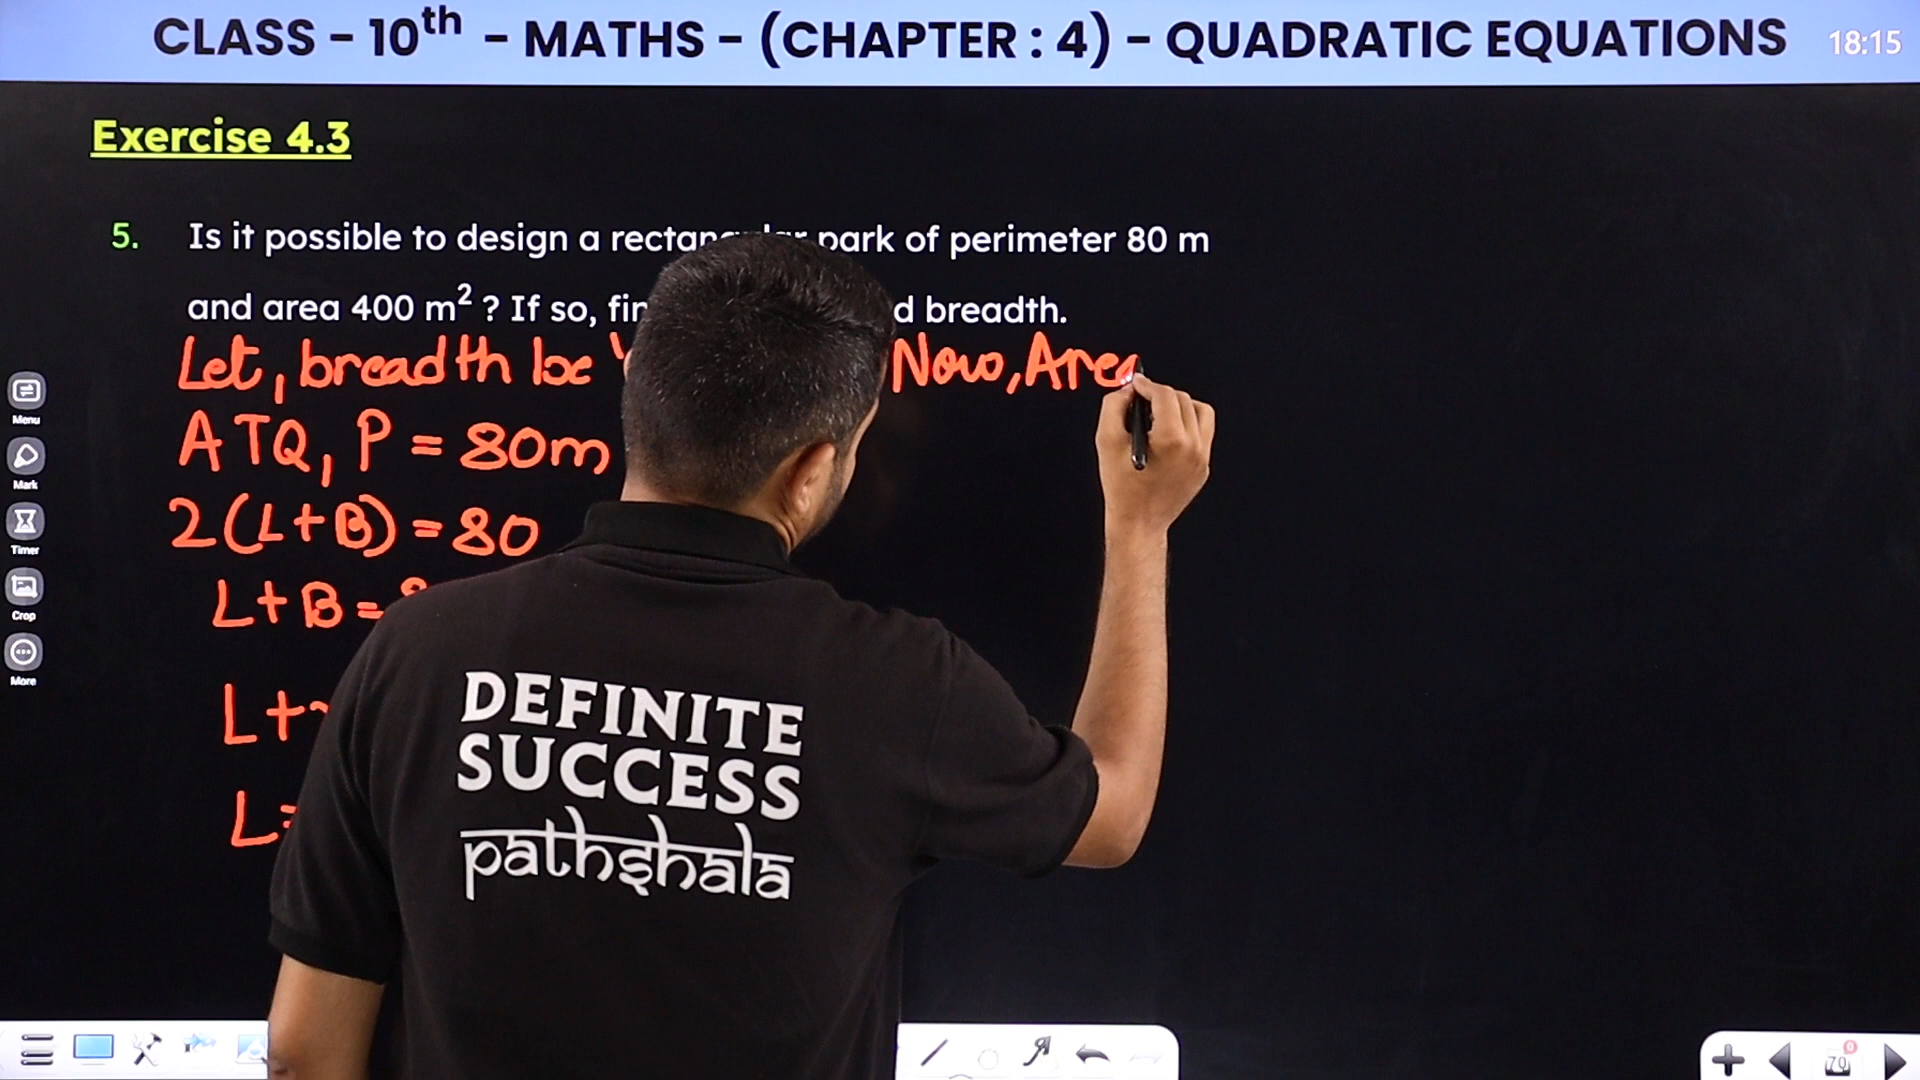 CLASS - 10th - MATHS - (CHAPTER : 4) - QUADRATIC EQUATIONS
18:15
Exercise 4.3
5. Is it possible to design a park of perimeter 80 m
and area 400 m² ? If so, breadth.
Let, breadth be
Now, Area
ATQ, P = 80m
2(L+B) = 80
L+B =
L+
L=
Menu
Mark
Timer
Crop
More
DEFINITE
SUCCESS
pathshala
70